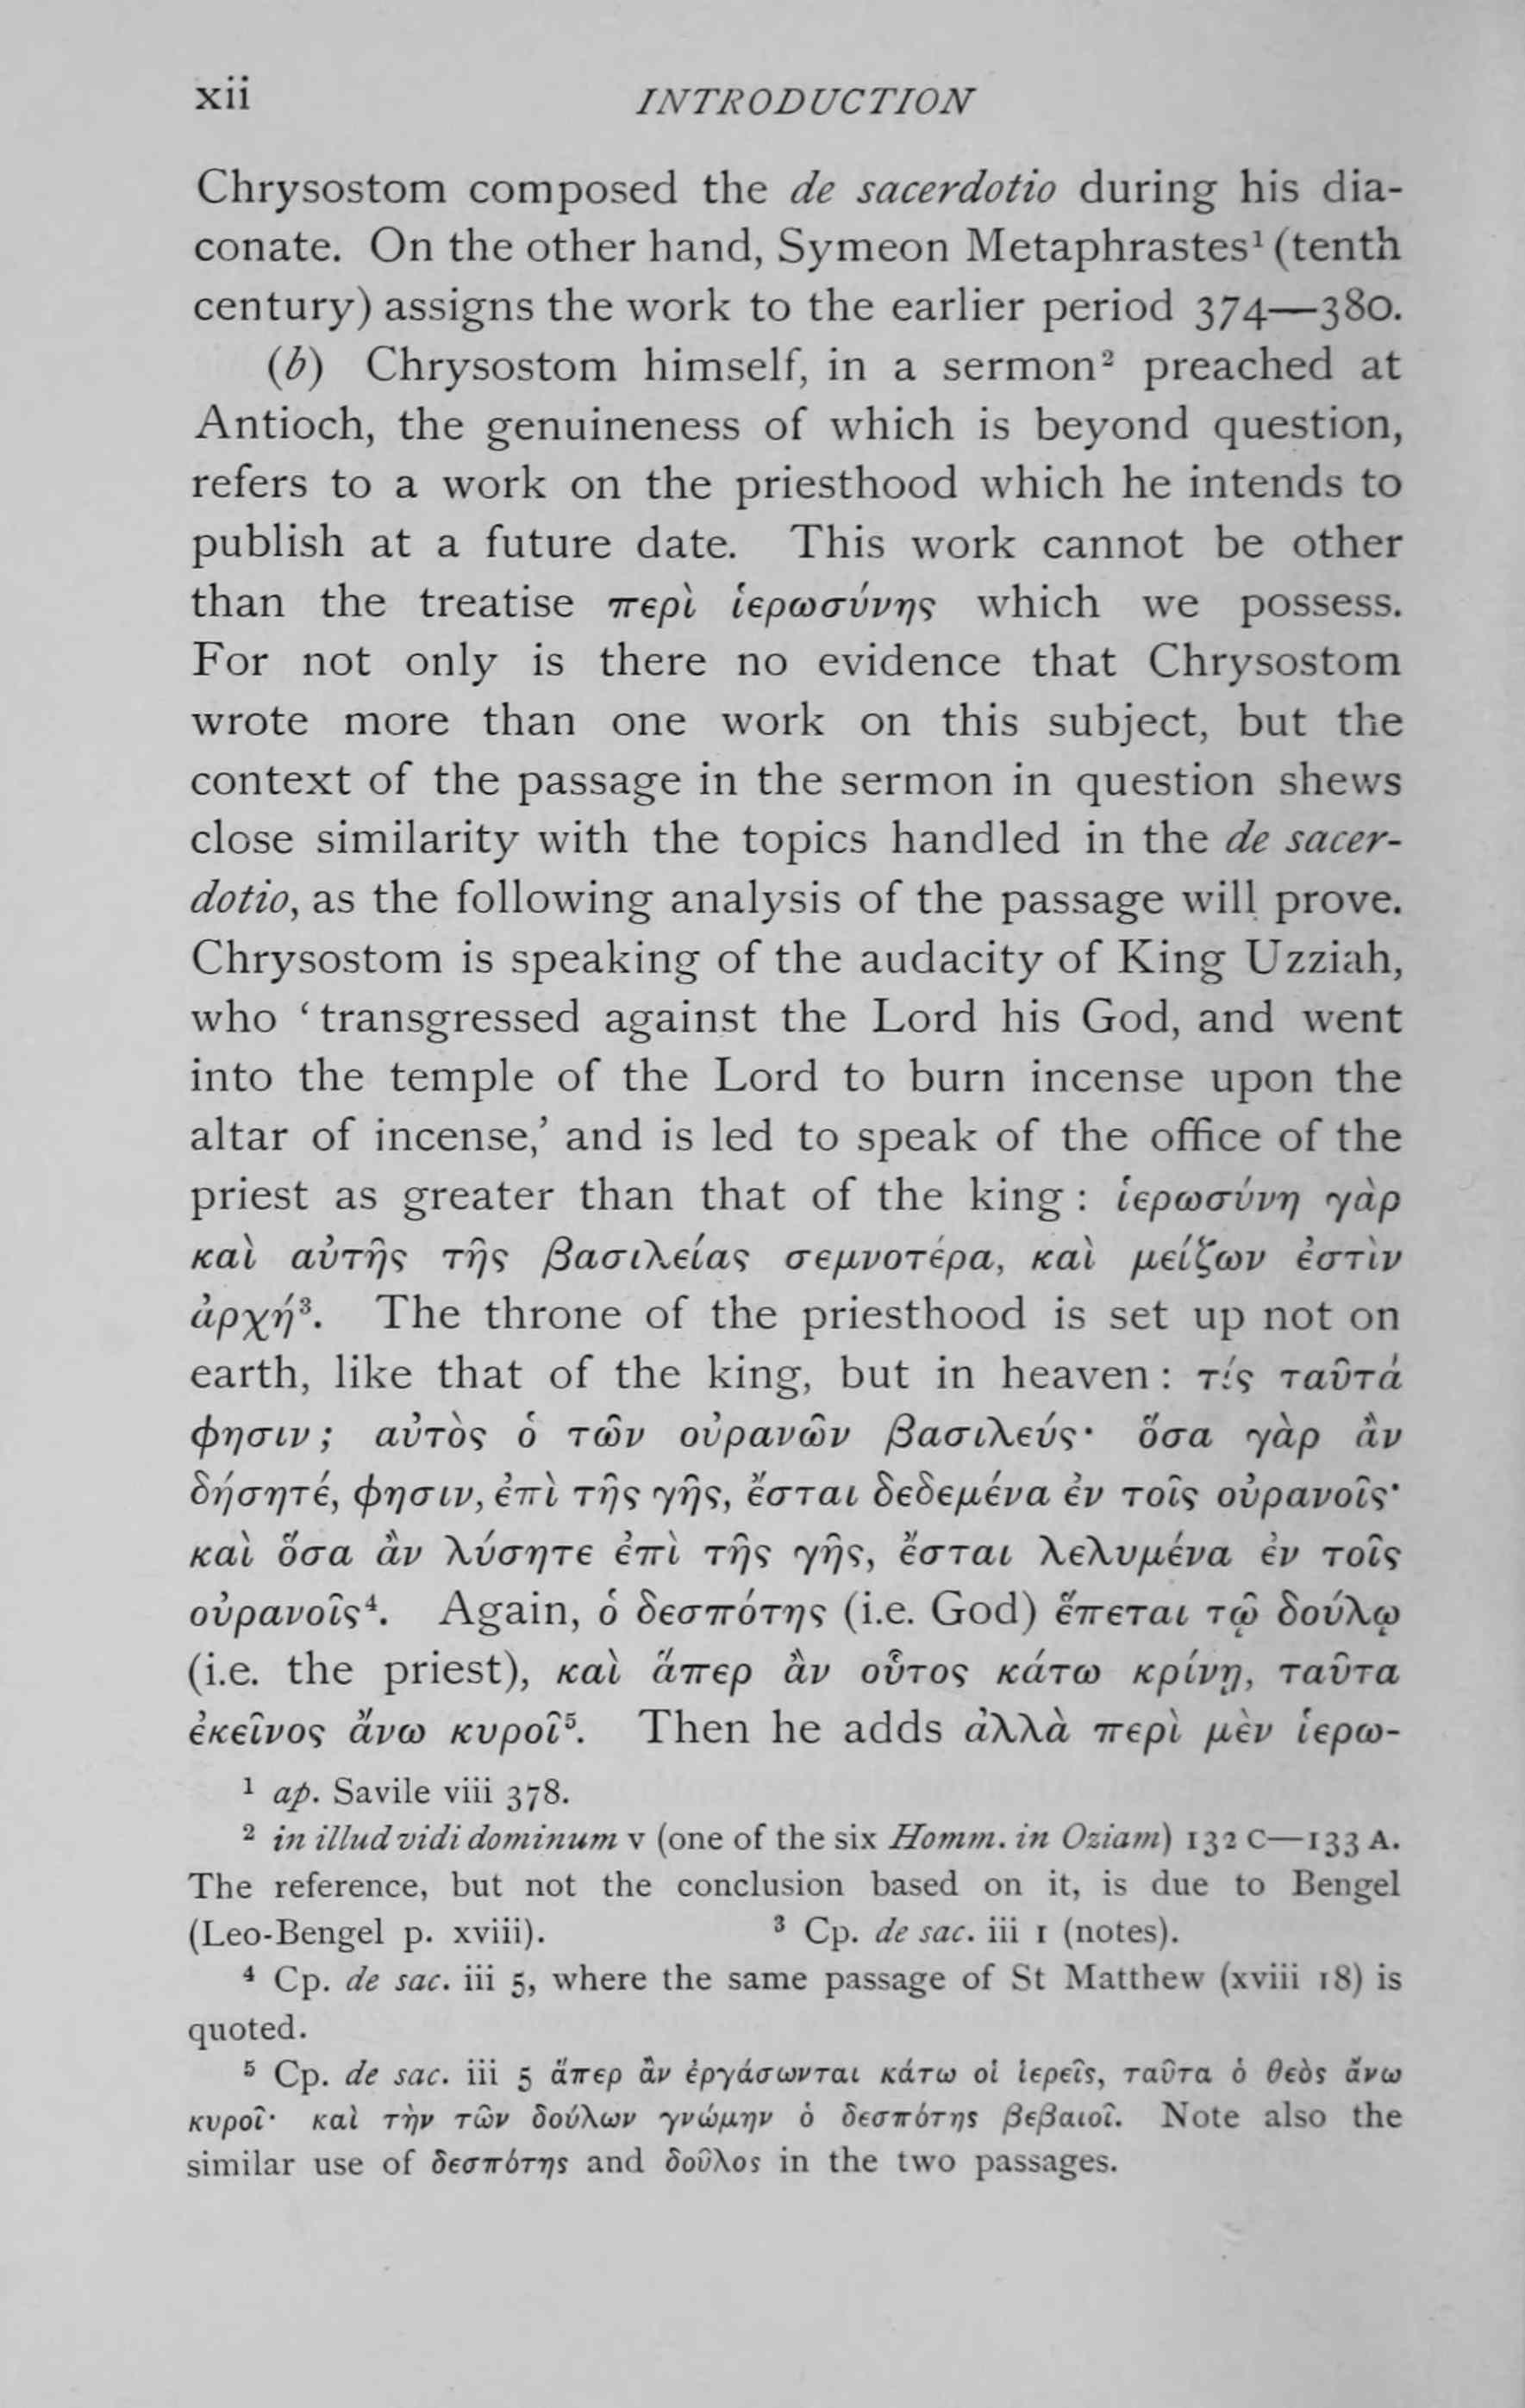 xii INTRODUCTION
Chrysostom composed the de sacerdotio during his dia-
conate. On the other hand, Symeon Metaphrastes¹ (tenth
century) assigns the work to the earlier period 374—380.
(b) Chrysostom himself, in a sermon² preached at
Antioch, the genuineness of which is beyond question,
refers to a work on the priesthood which he intends to
publish at a future date. This work cannot be other
than the treatise περὶ ἱερωσύνης which we possess.
For not only is there no evidence that Chrysostom
wrote more than one work on this subject, but the
context of the passage in the sermon in question shews
close similarity with the topics handled in the de sacer-
dotio, as the following analysis of the passage will prove.
Chrysostom is speaking of the audacity of King Uzziah,
who ‘transgressed against the Lord his God, and went
into the temple of the Lord to burn incense upon the
altar of incense,’ and is led to speak of the office of the
priest as greater than that of the king : ἱερωσύνη γὰρ
καὶ αὐτῆς τῆς βασιλείας σεμνοτέρα, καὶ μείζων ἐστὶν
ἀρχή³. The throne of the priesthood is set up not on
earth, like that of the king, but in heaven : τίς ταῦτά
φησιν ; αὐτὸς ὁ τῶν οὐρανῶν βασιλεύς· ὅσα γὰρ ἂν
δήσητέ, φησιν, ἐπὶ τῆς γῆς, ἔσται δεδεμένα ἐν τοῖς οὐρανοῖς·
καὶ ὅσα ἂν λύσητε ἐπὶ τῆς γῆς, ἔσται λελυμένα ἐν τοῖς
οὐρανοῖς⁴. Again, ὁ δεσπότης (i.e. God) ἕπεται τῷ δούλῳ
(i.e. the priest), καὶ ἅπερ ἂν οὗτος κάτω κρίνῃ, ταῦτα
ἐκεῖνος ἄνω κυροῖ⁵. Then he adds ἀλλὰ περὶ μὲν ἱερω-
¹ ap. Savile viii 378.
² in illud vidi dominum v (one of the six Homm. in Oziam) 132 C—133 A.
The reference, but not the conclusion based on it, is due to Bengel
(Leo-Bengel p. xviii). ³ Cp. de sac. iii 1 (notes).
⁴ Cp. de sac. iii 5, where the same passage of St Matthew (xviii 18) is
quoted.
⁵ Cp. de sac. iii 5 ἅπερ ἂν ἐργάσωνται κάτω οἱ ἱερεῖς, ταῦτα ὁ θεὸς ἄνω
κυροῖ· καὶ τὴν τῶν δούλων γνώμην ὁ δεσπότης βεβαιοῖ. Note also the
similar use of δεσπότης and δοῦλος in the two passages.